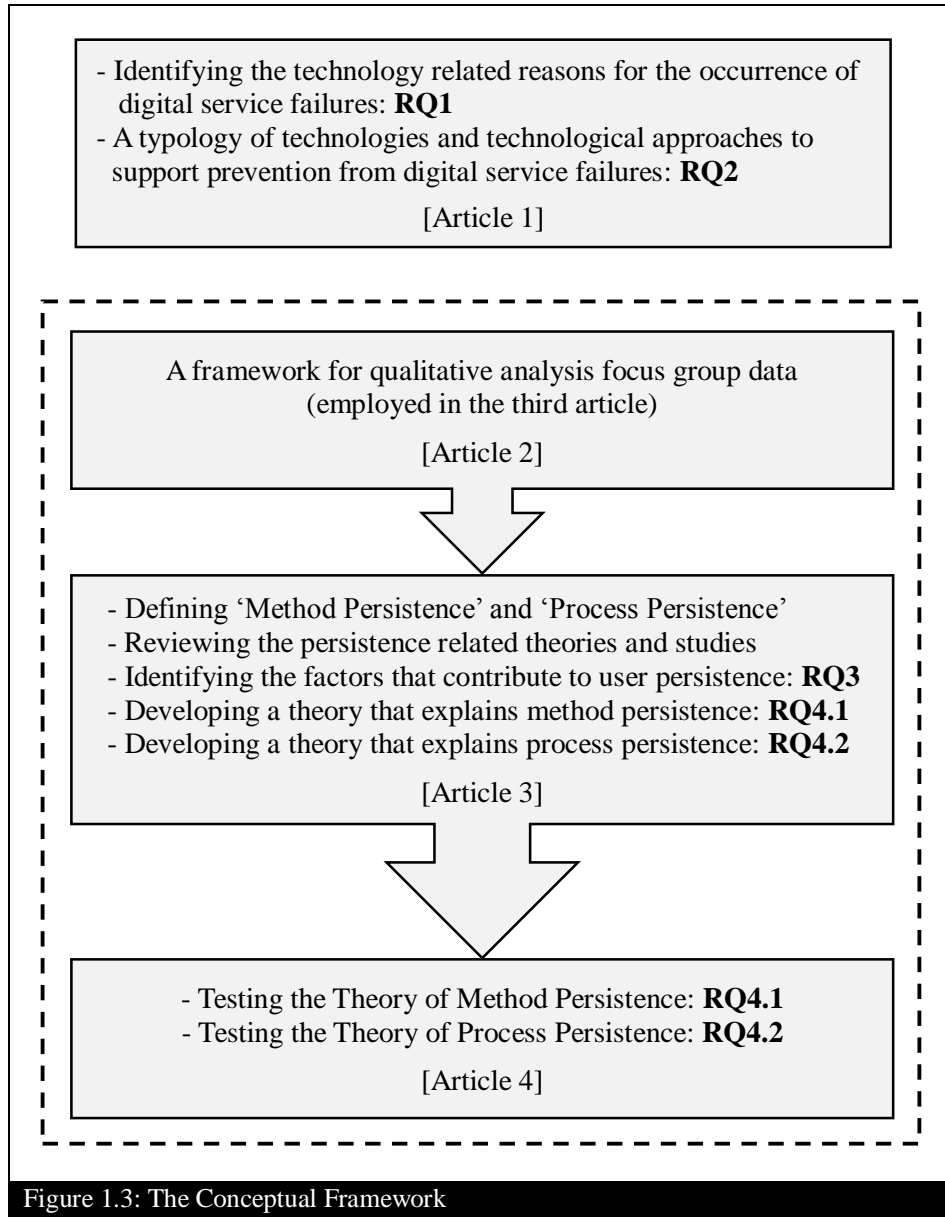 - Identifying the technology related reasons for the occurrence of
digital service failures: RQ1
- A typology of technologies and technological approaches to
support prevention from digital service failures: RQ2
[Article 1]
A framework for qualitative analysis focus group data
(employed in the third article)
[Article 2]
- Defining ‘Method Persistence’ and ‘Process Persistence’
- Reviewing the persistence related theories and studies
- Identifying the factors that contribute to user persistence: RQ3
- Developing a theory that explains method persistence: RQ4.1
- Developing a theory that explains process persistence: RQ4.2
[Article 3]
- Testing the Theory of Method Persistence: RQ4.1
- Testing the Theory of Process Persistence: RQ4.2
[Article 4]
Figure 1.3: The Conceptual Framework